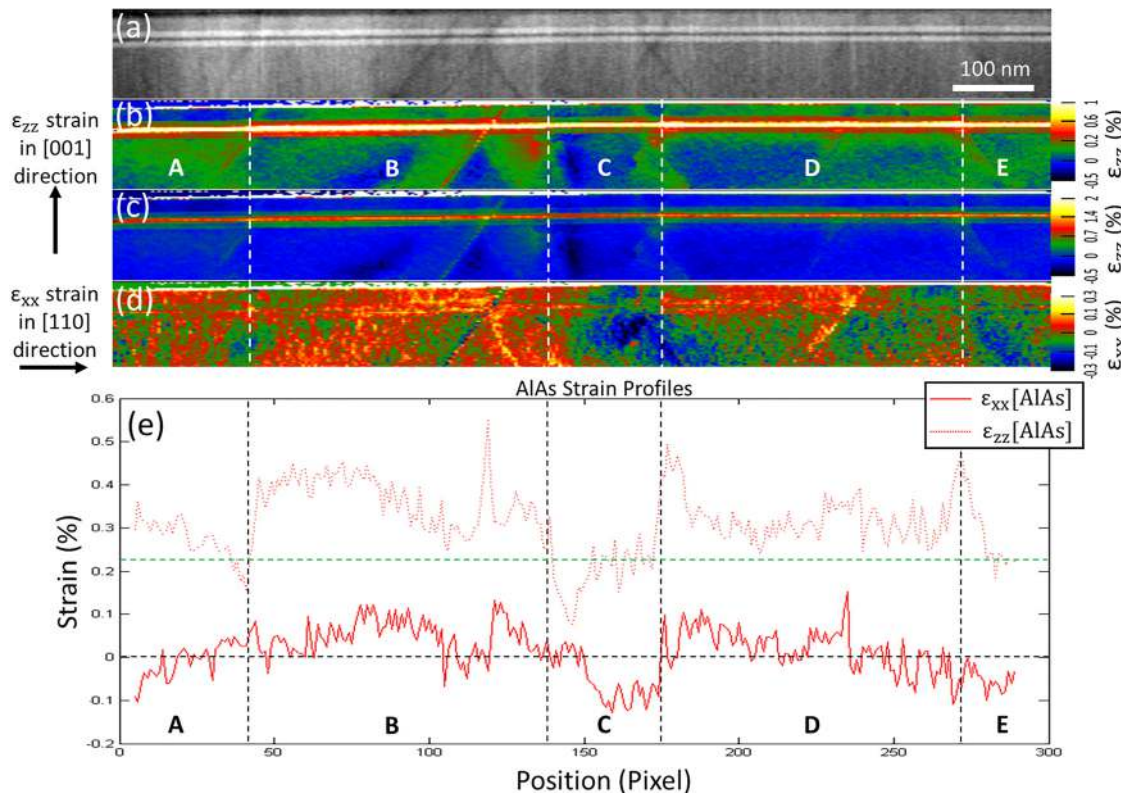 (a)
100 nm
εzz strain
in [001]
direction
(b)
A B C D E
-0.5 0 0.2 0.6 1
εzz (%)
(c)
-0.5 0 0.7 1.4 2
εzz (%)
εxx strain
in [110]
direction
(d)
-0.3 -0.1 0 0.1 0.3
εxx (%)
AlAs Strain Profiles
(e)
εxx[AlAs]
εzz[AlAs]
0.6
0.5
0.4
0.3
0.2
0.1
0
0.1
-0.2
Strain (%)
A B C D E
0 50 100 150 200 250 300
Position (Pixel)